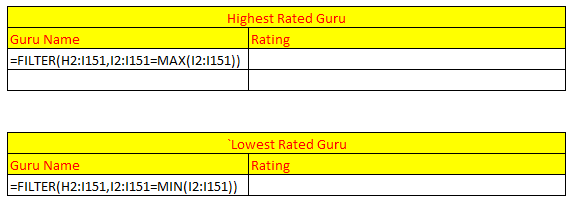 Highest Rated Guru
Guru Name Rating
=FILTER(H2:I151,I2:I151=MAX(I2:I151))
`Lowest Rated Guru
Guru Name Rating
=FILTER(H2:I151,I2:I151=MIN(I2:I151))